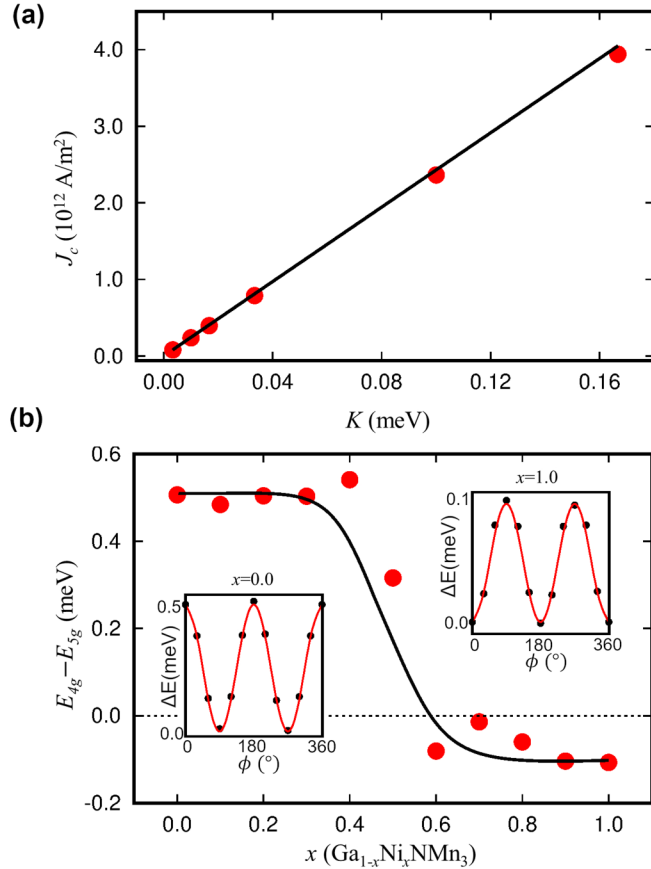 (a)
4.0
3.0
2.0
1.0
0.0
J_c (10^12 A/m^2)
0.00 0.04 0.08 0.12 0.16
K (meV)
(b)
0.6
0.4
0.2
0.0
-0.2
E_4g−E_5g (meV)
x=1.0
0.1
0.0
ΔE(meV)
0 180 360
ϕ (°)
x=0.0
0.5
0.0
ΔE(meV)
0 180 360
ϕ (°)
0.0 0.2 0.4 0.6 0.8 1.0
x (Ga_1-xNi_xNMn_3)